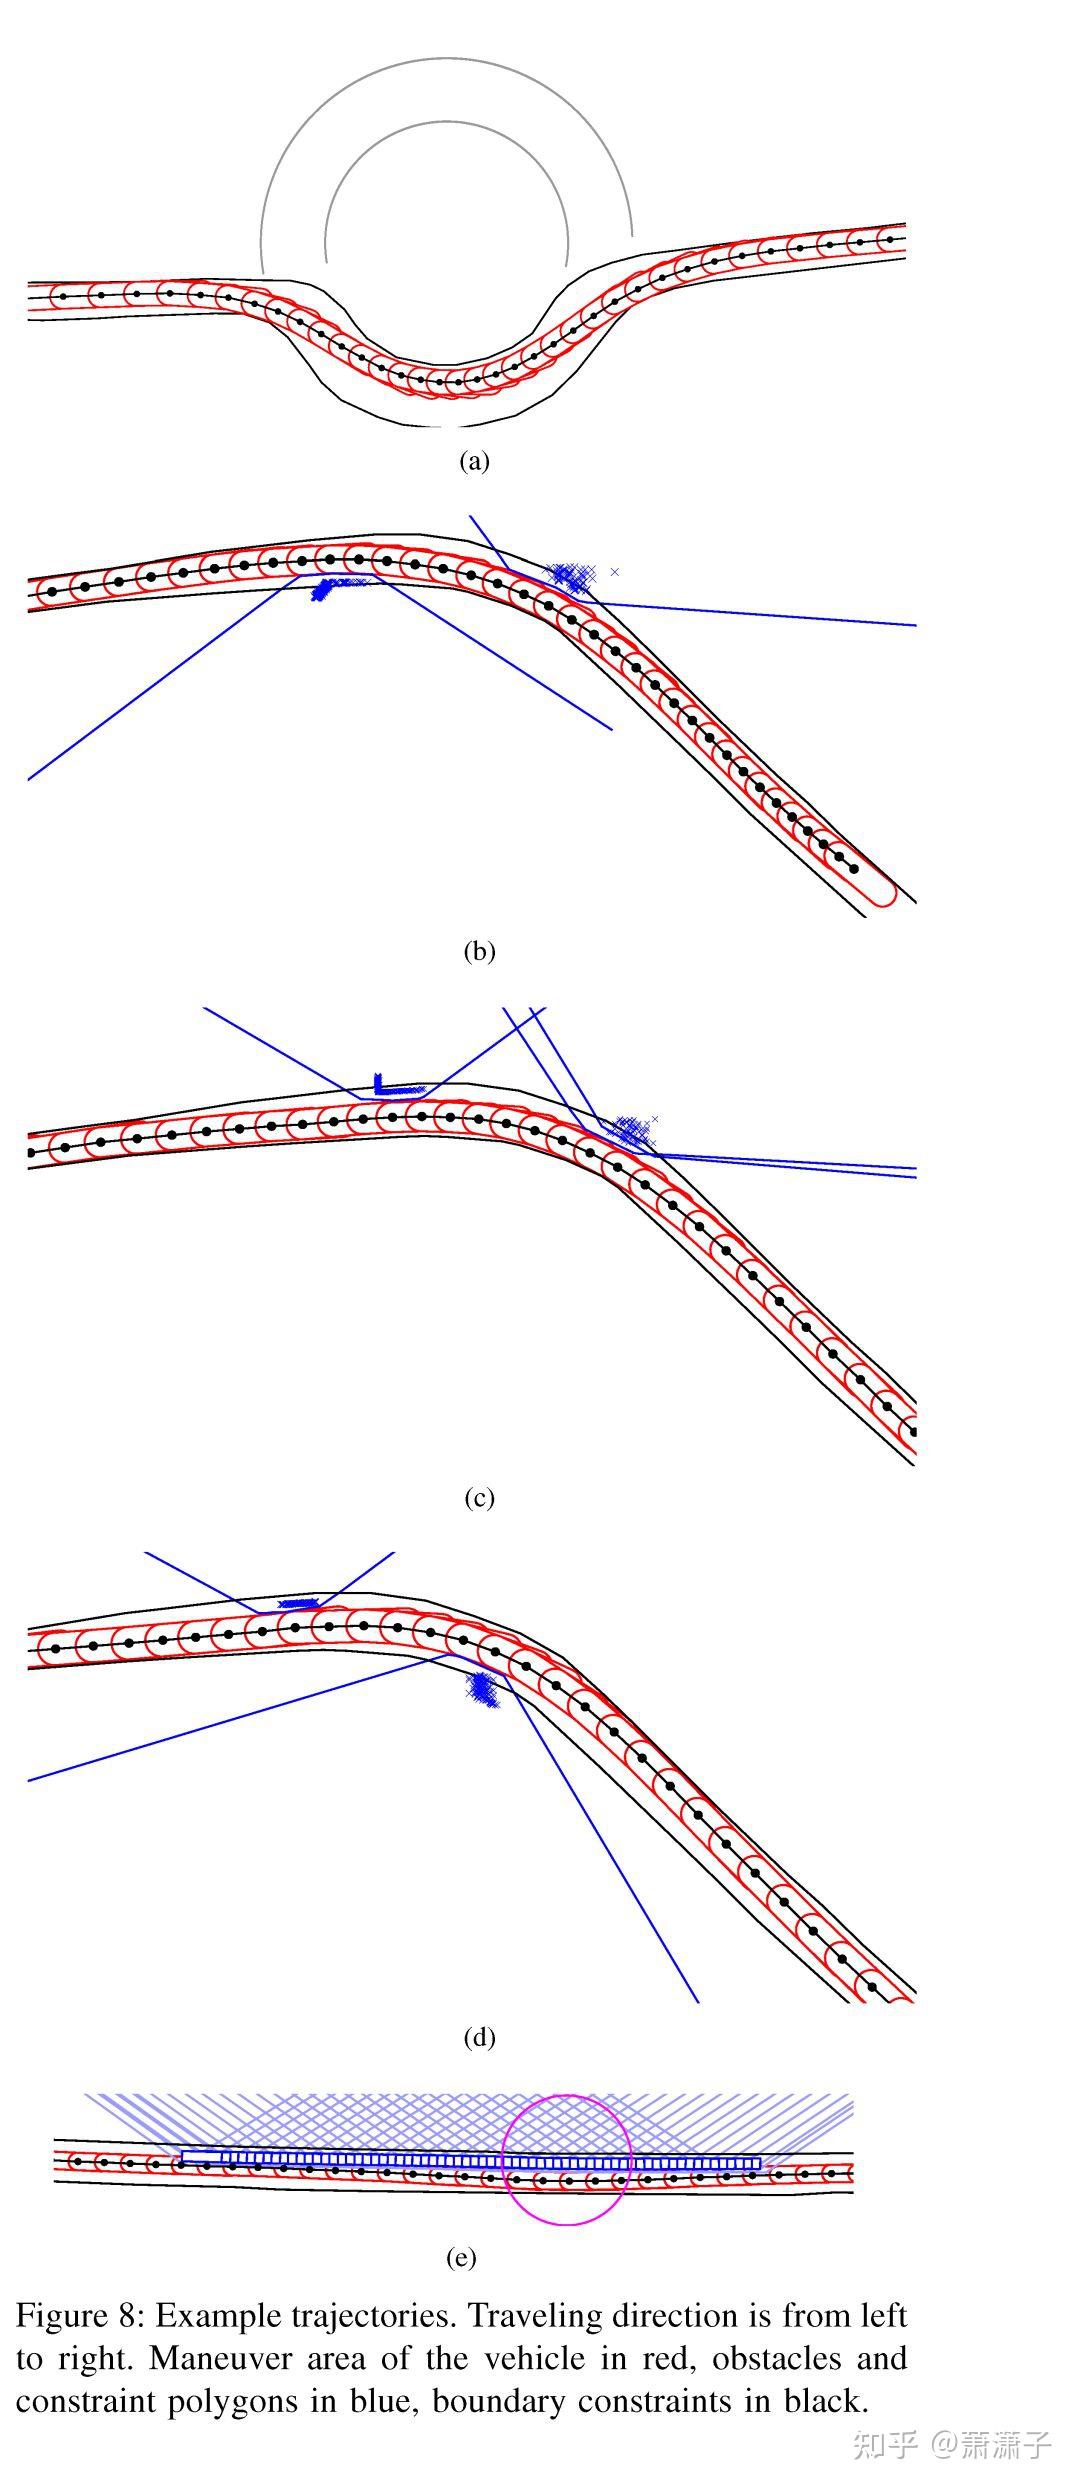 (a)
(b)
(c)
(d)
(e)
Figure 8: Example trajectories. Traveling direction is from left
to right. Maneuver area of the vehicle in red, obstacles and
constraint polygons in blue, boundary constraints in black.
知乎 @萧潇子